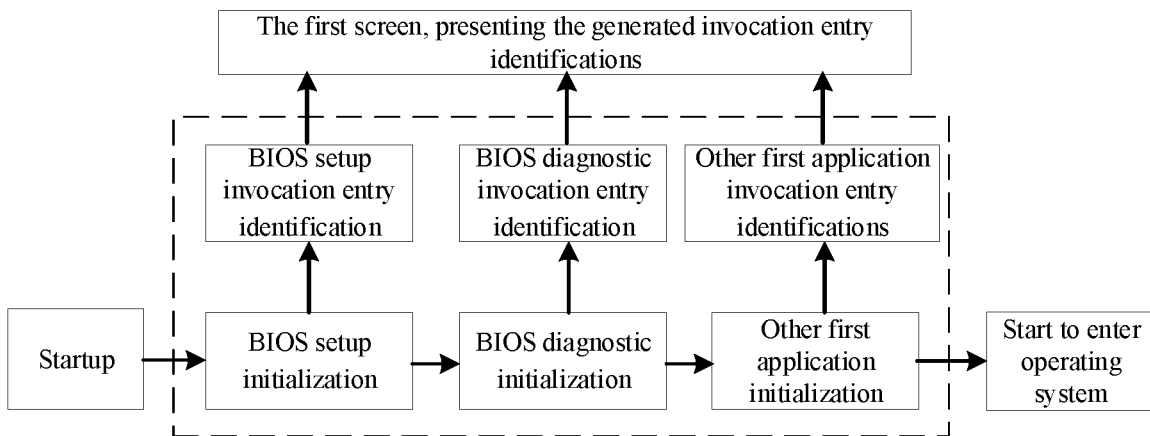 The first screen, presenting the generated invocation entry
identifications
BIOS setup
invocation entry
identification
BIOS diagnostic
invocation entry
identification
Other first application
invocation entry
identifications
Startup
BIOS setup
initialization
BIOS diagnostic
initialization
Other first
application
initialization
Start to enter
operating
system